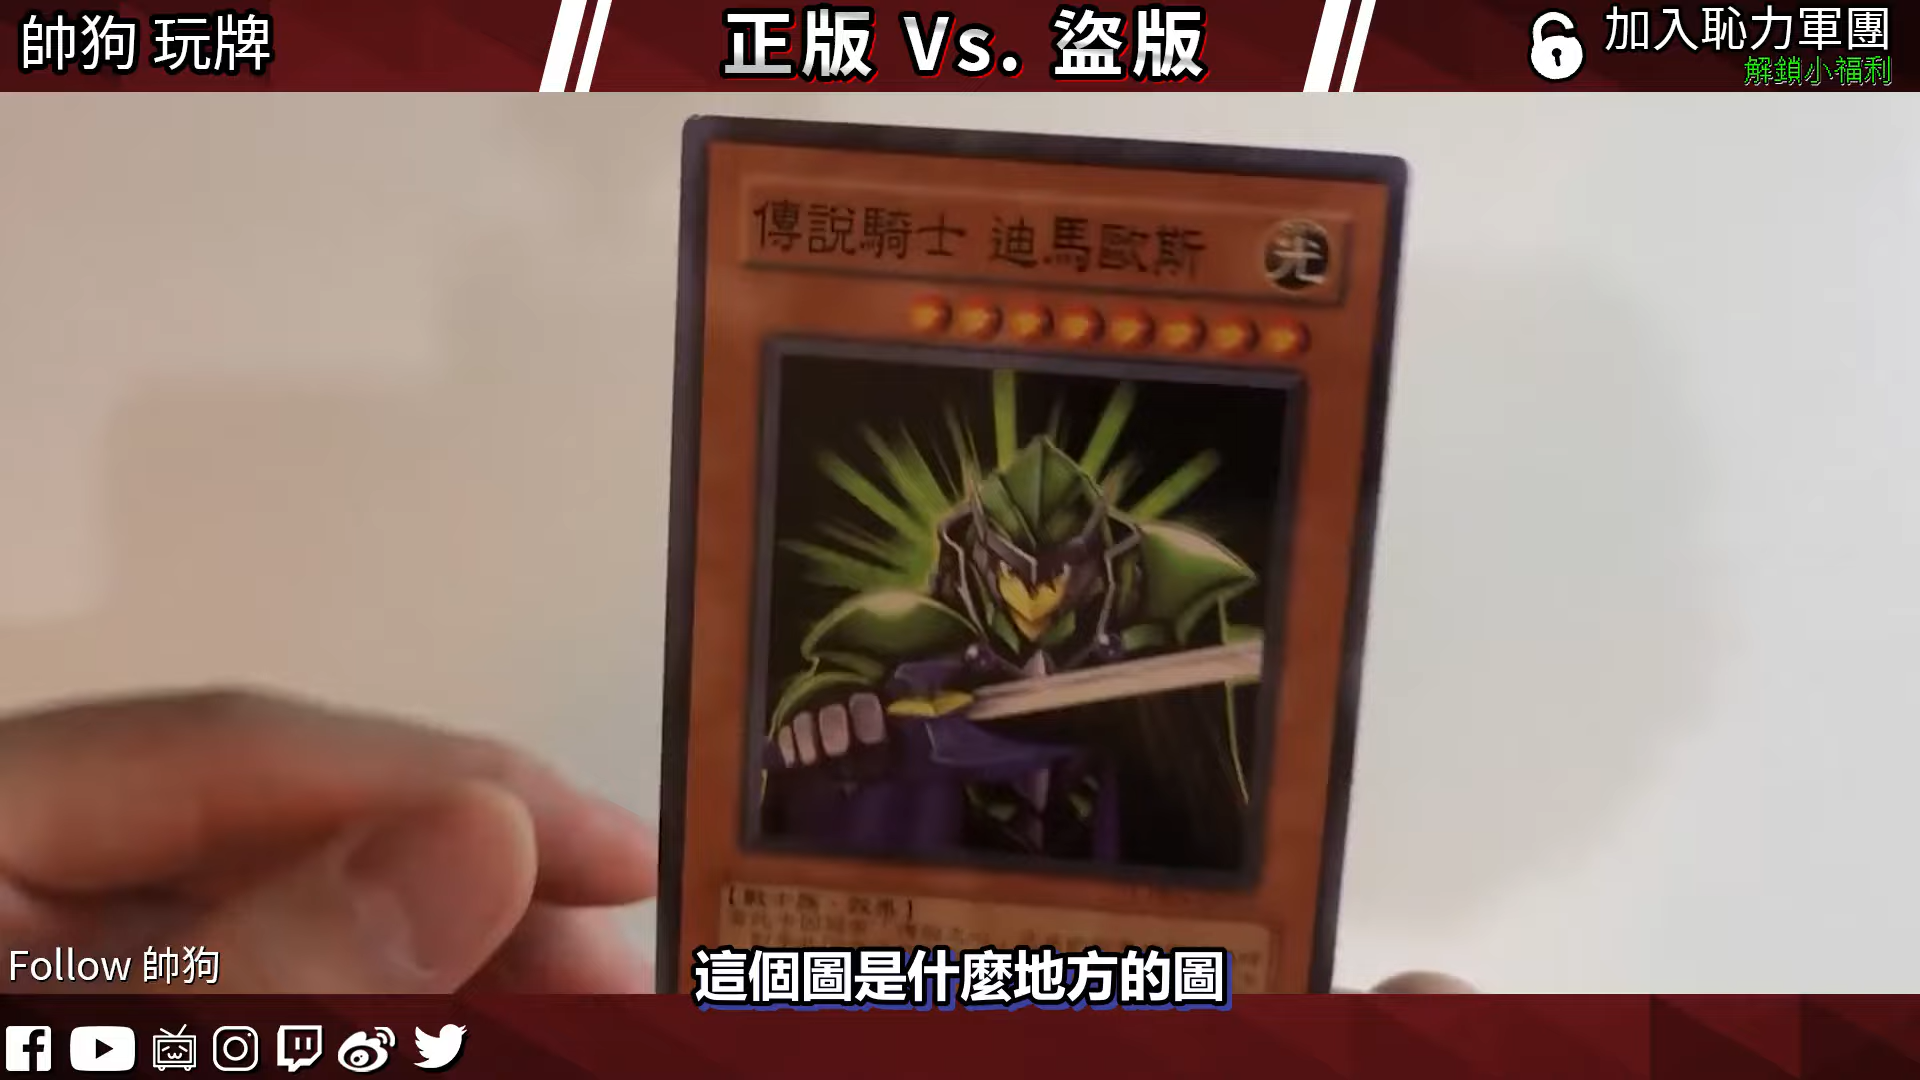 帥狗 玩牌
正版 Vs. 盜版
加入恥力軍團
解鎖小福利
傳說騎士 迪馬歐斯
光
這個圖是什麼地方的圖
Follow 帥狗